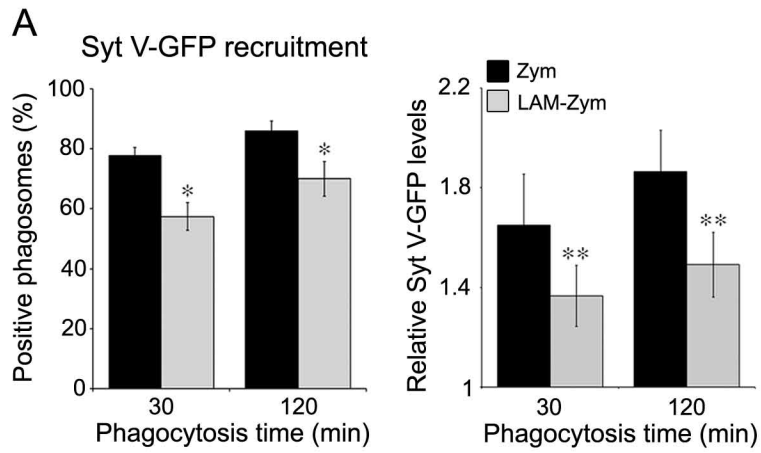 A
Syt V-GFP recruitment
Positive phagosomes (%)
100
80
60
40
20
0
*
*
30
120
Phagocytosis time (min)
Zym
LAM-Zym
Relative Syt V-GFP levels
2.2
1.8
1.4
1
**
**
30
120
Phagocytosis time (min)